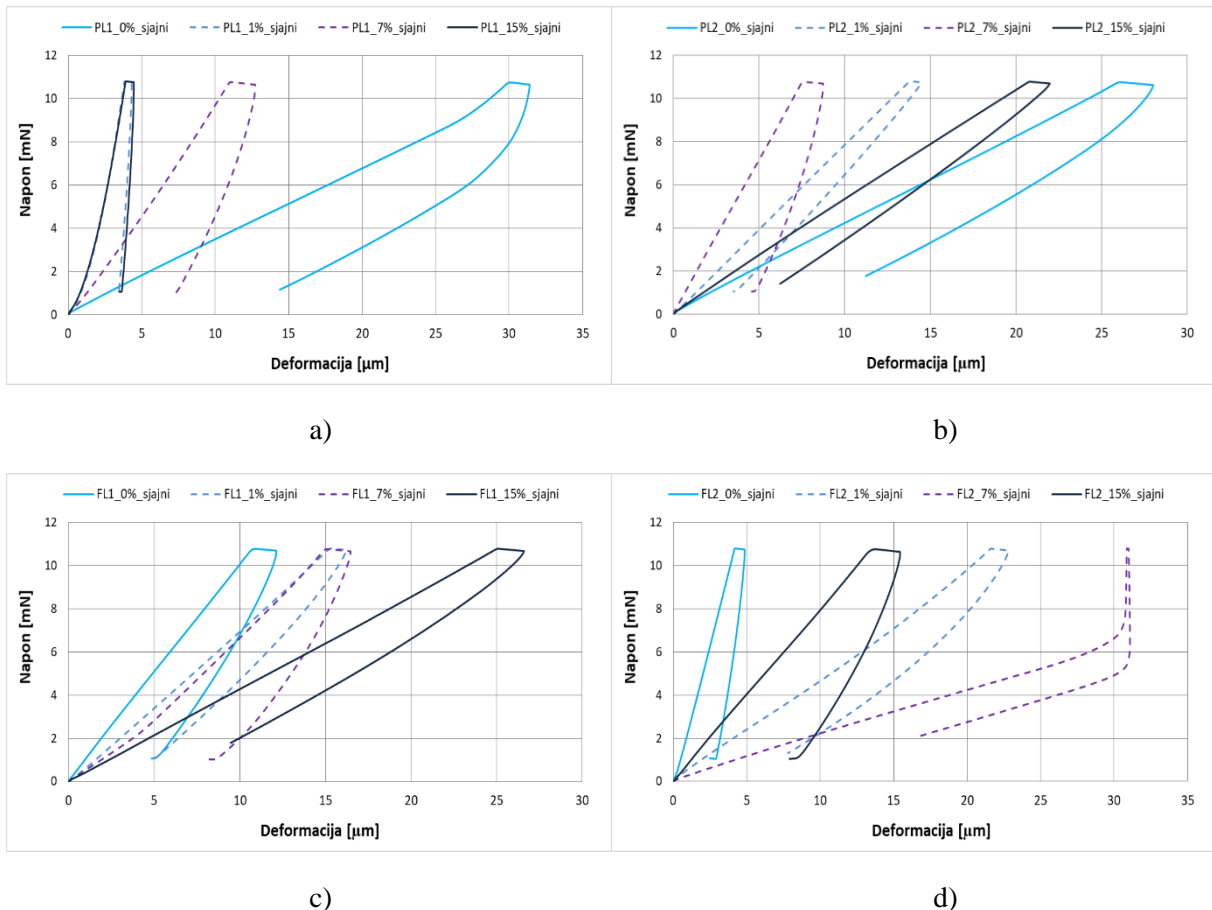 PL1_0%_sjajni PL1_1%_sjajni PL1_7%_sjajni PL1_15%_sjajni
12
10
8
6
4
2
0
Napon [mN]
0 5 10 15 20 25 30 35
Deformacija [µm]
PL2_0%_sjajni PL2_1%_sjajni PL2_7%_sjajni PL2_15%_sjajni
12
10
8
6
4
2
0
Napon [mN]
0 5 10 15 20 25 30
Deformacija [µm]
a)
b)
FL1_0%_sjajni FL1_1%_sjajni FL1_7%_sjajni FL1_15%_sjajni
12
10
8
6
4
2
0
Napon [mN]
0 5 10 15 20 25 30
Deformacija [µm]
FL2_0%_sjajni FL2_1%_sjajni FL2_7%_sjajni FL2_15%_sjajni
12
10
8
6
4
2
0
Napon [mN]
0 5 10 15 20 25 30 35
Deformacija [µm]
c)
d)